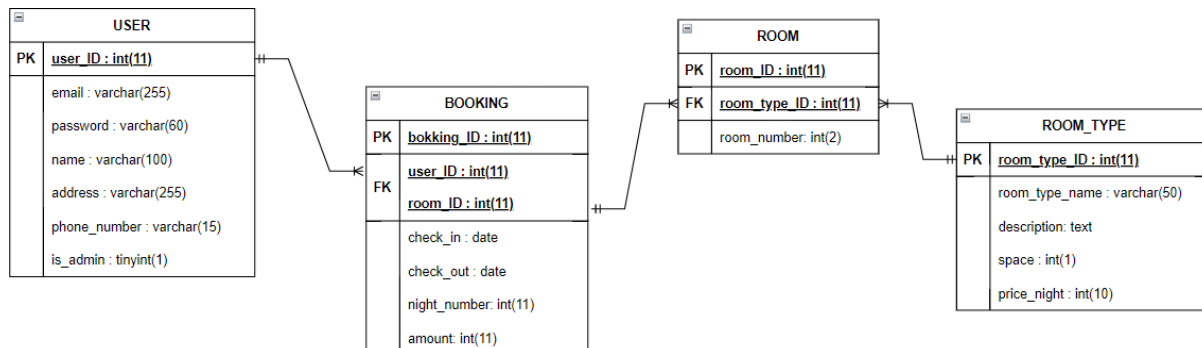 USER
PK user_ID : int(11)
email : varchar(255)
password : varchar(60)
name : varchar(100)
address : varchar(255)
phone_number : varchar(15)
is_admin : tinyint(1)
BOOKING
PK bokking_ID : int(11)
FK user_ID : int(11)
room_ID : int(11)
check_in : date
check_out : date
night_number: int(11)
amount: int(11)
ROOM
PK room_ID : int(11)
FK room_type_ID : int(11)
room_number: int(2)
ROOM_TYPE
PK room_type_ID : int(11)
room_type_name : varchar(50)
description: text
space : int(1)
price_night : int(10)